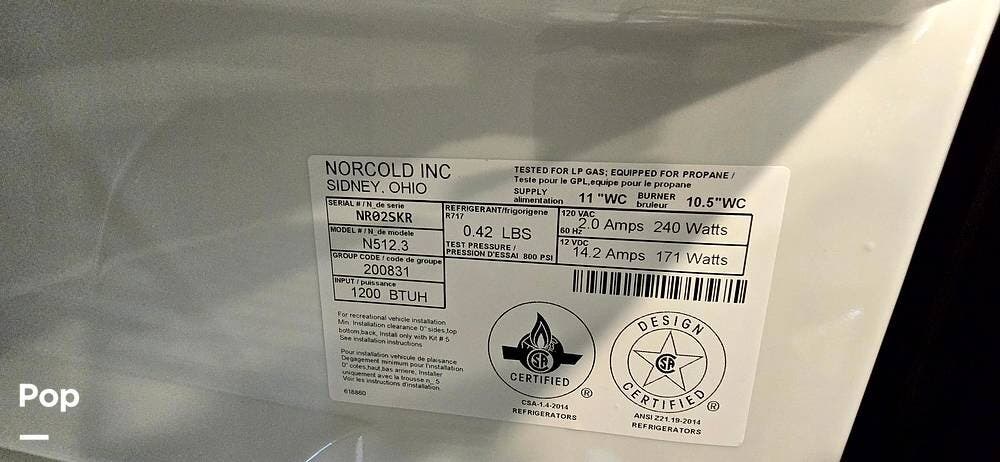 NORCOLD INC
SIDNEY, OHIO
TESTED FOR LP GAS; EQUIPPED FOR PROPANE /
Teste pour le GPL,equipe pour le propane
SUPPLY
alimentation
11 "WC
BURNER
bruleur
10.5"WC
SERIAL # / N_de serie
NR02SKR
MODEL # / N_de modele
N512.3
GROUP CODE / code de groupe
200831
INPUT / puissance
1200 BTUH
REFRIGERANT/frigorigene
R717
0.42 LBS
TEST PRESSURE /
PRESSION D'ESSAI 800 PSI
120 VAC
60 HZ
2.0 Amps 240 Watts
12 VDC
14.2 Amps 171 Watts
For recreational vehicle installation
Min. Installation clearance 0" sides,top
bottom,back, Install only with Kit # 5
See installation instructions
Pour installation vehicule de plaisance
Degagement minimum pour l'installation
0" cotes,haut,bas arriere, Installer
uniquement avec la trousse n_ 5
Voir les instructions d'installation.
618860
CERTIFIED
®
CSA-1.4-2014
REFRIGERATORS
DESIGN
CERTIFIED
®
ANSI Z21.19-2014
REFRIGERATORS
Pop